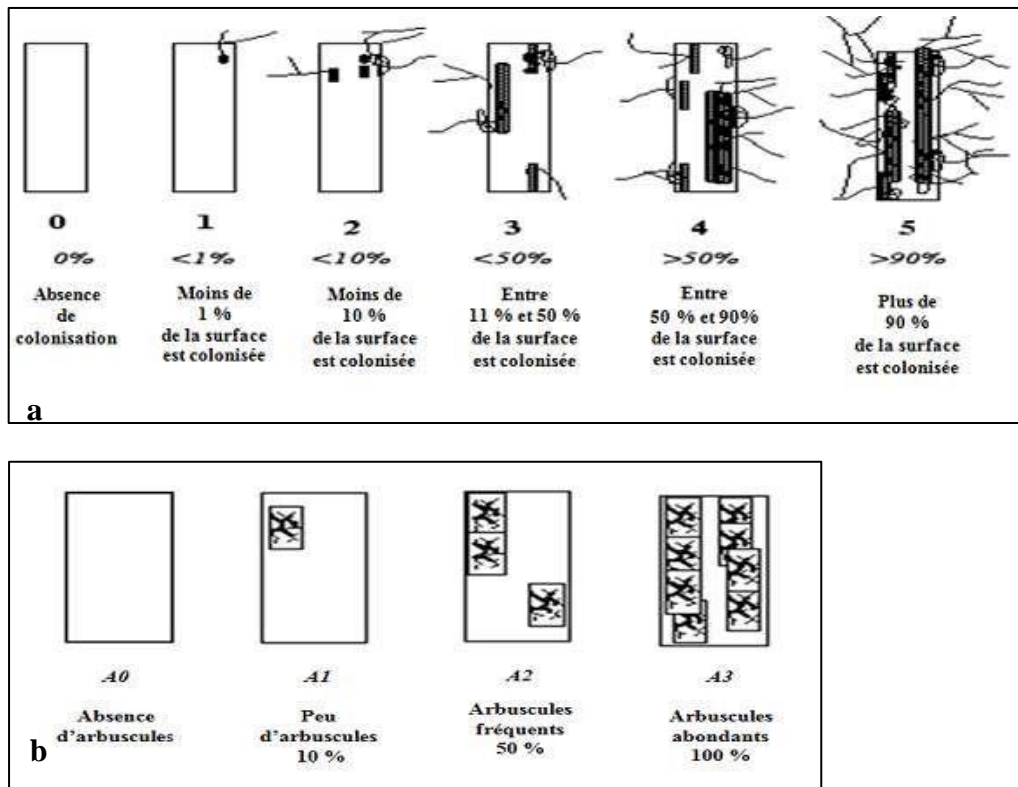 0 1 2 3 4 5
0% <1% <10% <50% >50% >90%
Absence
de
colonisation
Moins de
1 %
de la surface
est colonisée
Moins de
10 %
de la surface
est colonisée
Entre
11 % et 50 %
de la surface
est colonisée
Entre
50 % et 90%
de la surface
est colonisée
Plus de
90 %
de la surface
est colonisée
a
A0 A1 A2 A3
Absence
d'arbuscules
Peu
d'arbuscules
10 %
Arbuscules
fréquents
50 %
Arbuscules
abondants
100 %
b